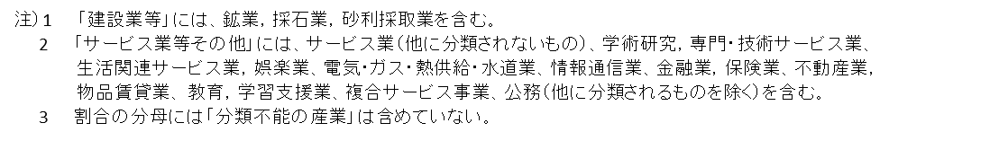 注)1 「建設業等」には、鉱業，採石業，砂利採取業を含む。
2 「サービス業等その他」には、サービス業(他に分類されないもの)、学術研究，専門・技術サービス業、
生活関連サービス業，娯楽業、電気・ガス・熱供給・水道業、情報通信業、金融業，保険業、不動産業，
物品賃貸業、教育，学習支援業、複合サービス事業、公務(他に分類されるものを除く)を含む。
3 割合の分母には「分類不能の産業」は含めていない。